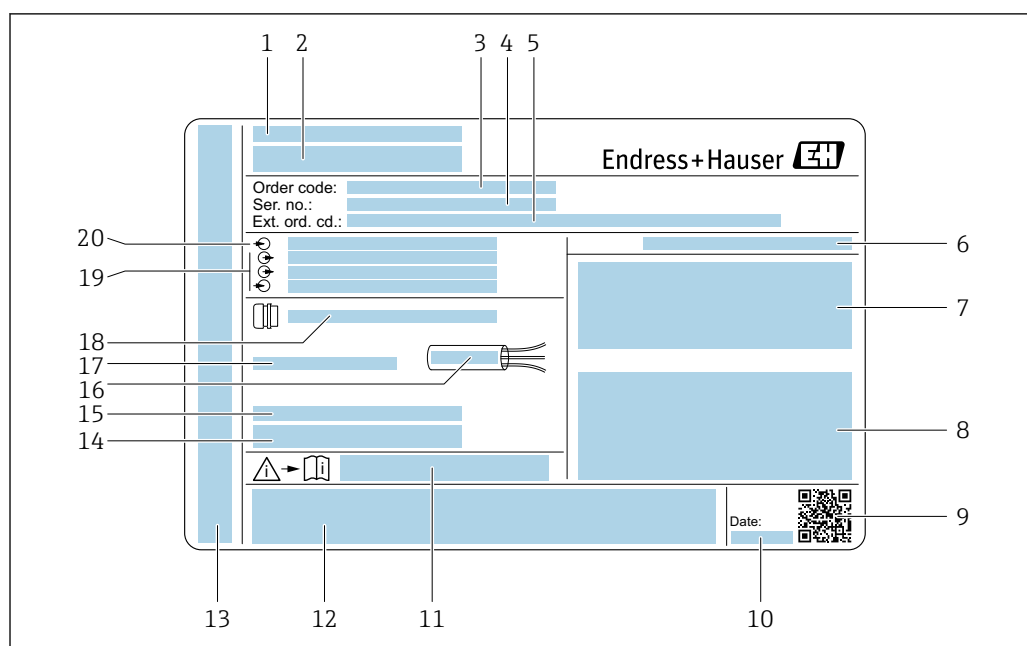 1 2 3 4 5
Endress+Hauser EH
Order code:
Ser. no.:
Ext. ord. cd.:
20
19
18
17
16
15
14
6
7
8
i i
Date:
9
13 12 11 10